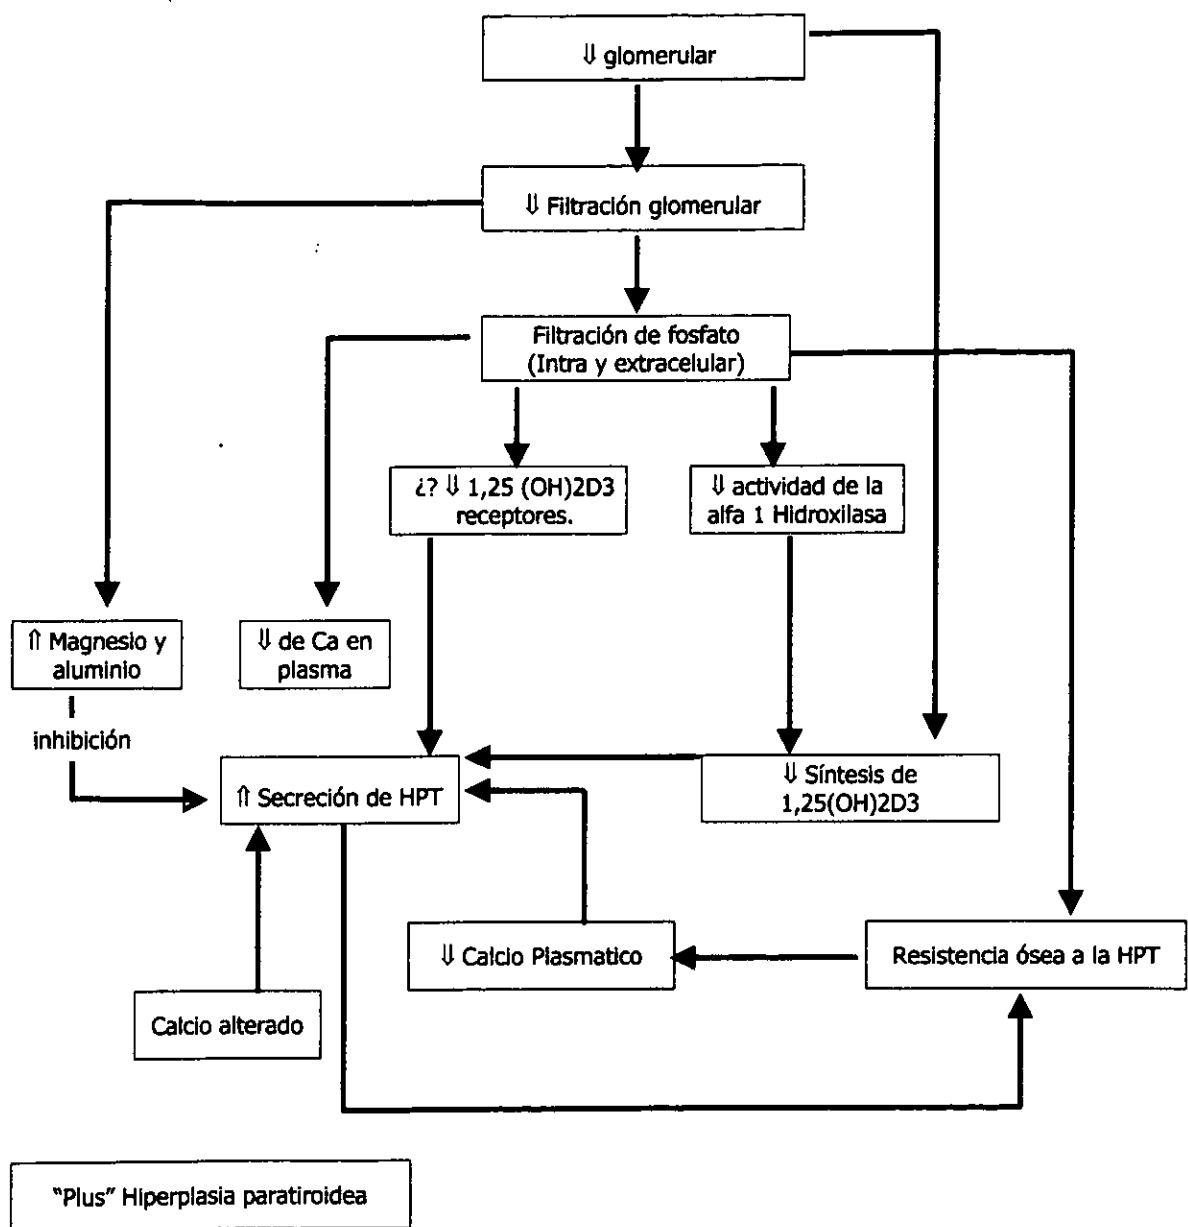 ⇓ glomerular
⇓ Filtración glomerular
Filtración de fosfato
(Intra y extracelular)
¿? ⇓ 1,25 (OH)2D3
receptores.
⇓ actividad de la
alfa 1 Hidroxilasa
⇑ Magnesio y
aluminio
⇓ de Ca en
plasma
inhibición
⇑ Secreción de HPT
⇓ Síntesis de
1,25(OH)2D3
⇓ Calcio Plasmatico
Resistencia ósea a la HPT
Calcio alterado
"Plus" Hiperplasia paratiroidea